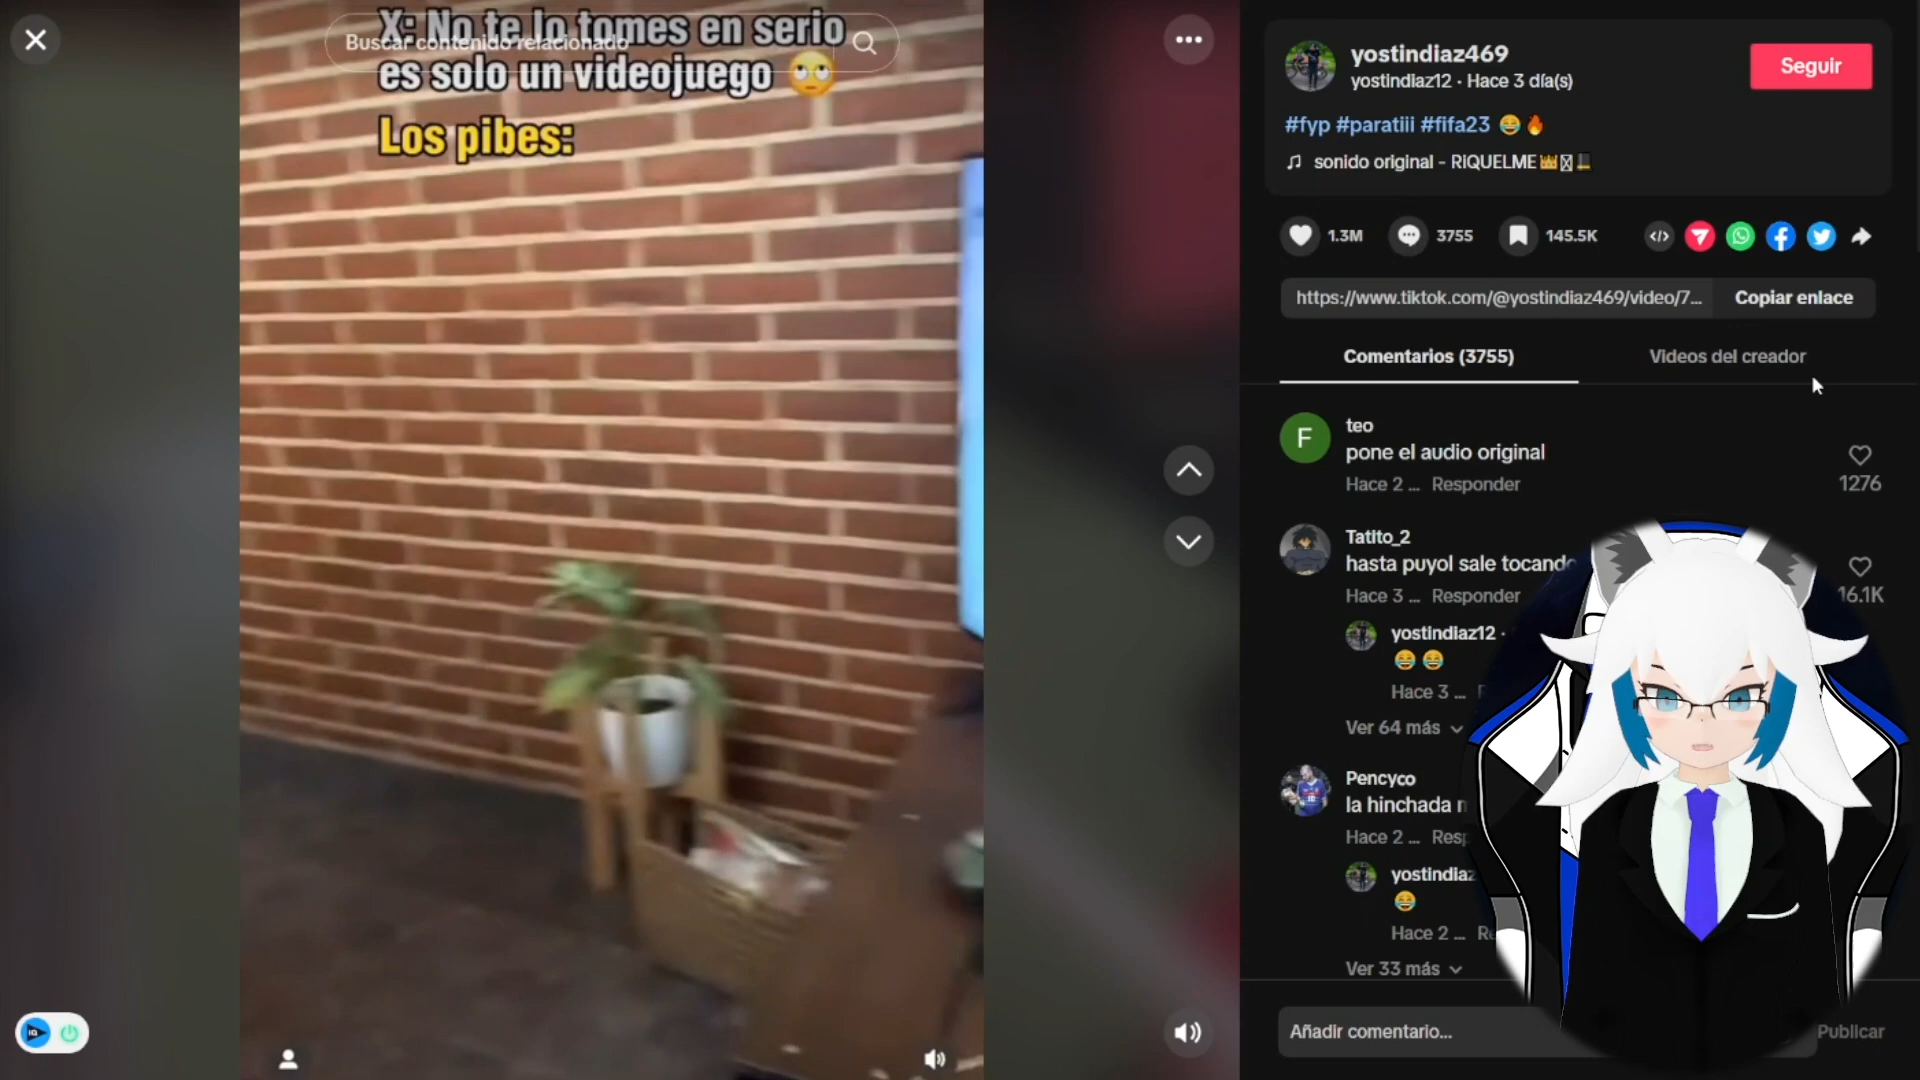 X: No te lo tomes en serio
es solo un videojuego 🙄
Los pibes:
Buscar contenido relacionado
yostindiaz469
yostindiaz12 · Hace 3 día(s)
Seguir
#fyp #paratiii #fifa23 😂🔥
sonido original - RiQUELME
1.3M
3755
145.5K
https://www.tiktok.com/@yostindiaz469/video/7...
Copiar enlace
Comentarios (3755)
Videos del creador
F
teo
pone el audio original
Hace 2 ... Responder
1276
Tatito_2
hasta puyol sale tocando
Hace 3 ... Responder
16.1K
yostindiaz12 ·
😂 😂
Hace 3 ...
Ver 64 más
Pencyco
la hinchada
Hace 2 ...
yostindiaz
😂
Hace 2 ...
Ver 33 más
Añadir comentario...
Publicar
IQ